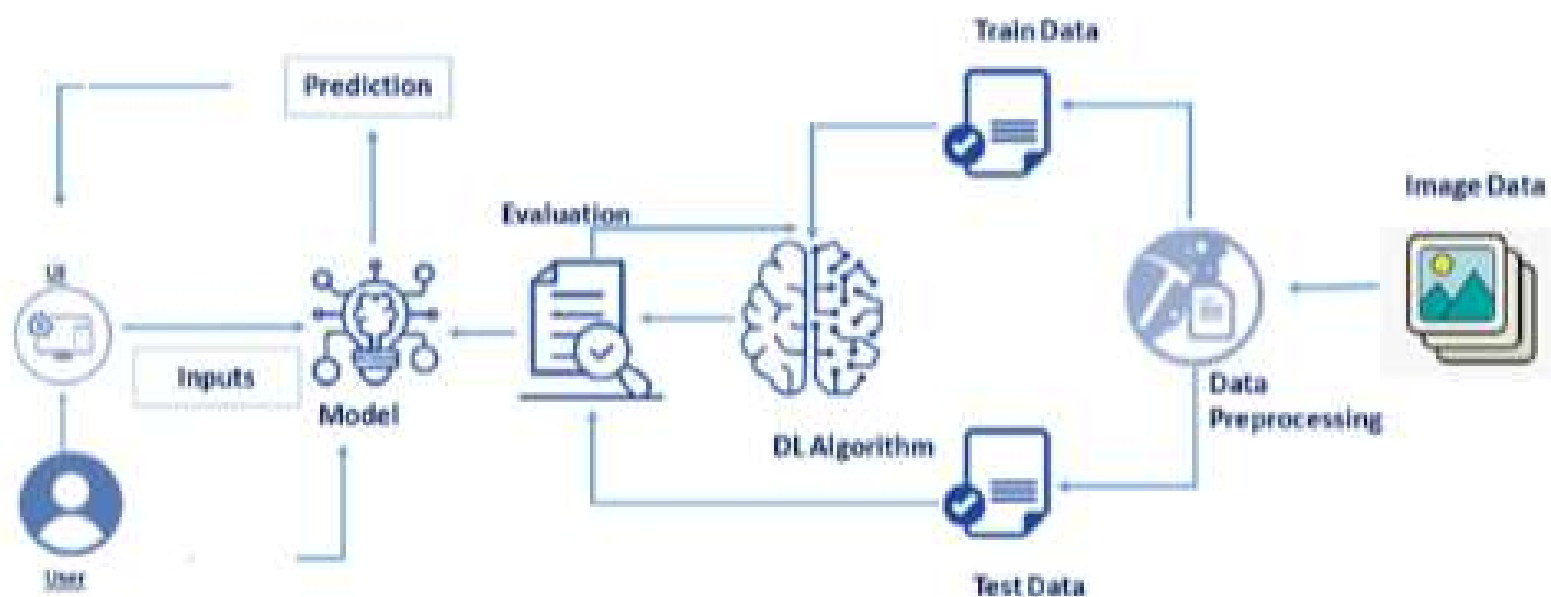 Train Data
Prediction
Image Data
Evaluation
UI
Inputs
Data
Preprocessing
Model
DL Algorithm
User
Test Data